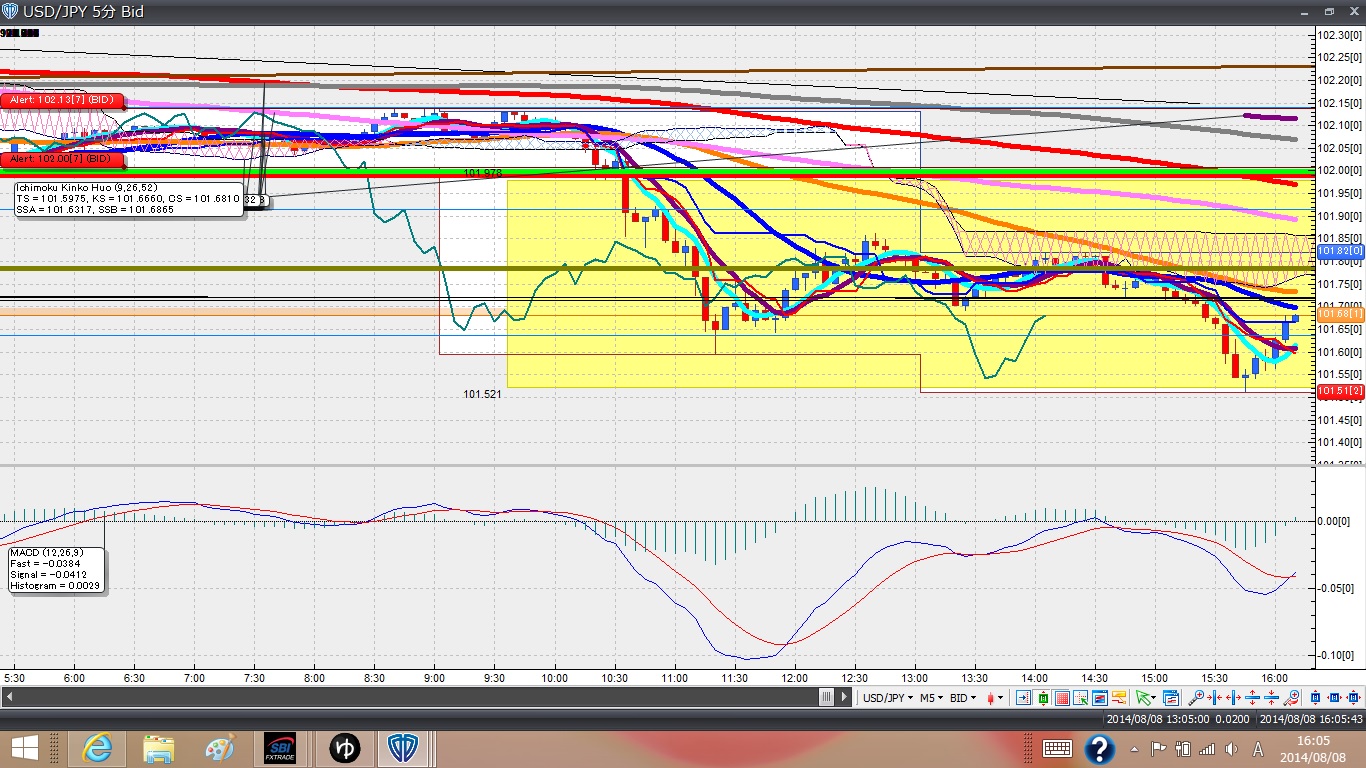 USD/JPY 5分 Bid
102.30[0]
102.25[0]
102.20[0]
Alert: 102.13[7] (BID)
102.15[0]
102.10[0]
102.05[0]
Alert: 102.00[7] (BID)
102.00[0]
101.978
Ichimoku Kinko Huo (9,26,52)
TS = 101.5975, KS = 101.6660, CS = 101.6810
SSA = 101.6317, SSB = 101.6865
101.95[0]
101.90[0]
101.85[0]
101.82[0]
101.80[0]
101.75[0]
101.70[0]
101.68[1]
101.65[0]
101.60[0]
101.55[0]
101.521
101.51[2]
101.45[0]
101.40[0]
0.00[0]
MACD (12,26,9)
Fast = -0.0384
Signal = -0.0412
Histogram = 0.0029
-0.05[0]
-0.10[0]
5:30 6:00 6:30 7:00 7:30 8:00 8:30 9:00 9:30 10:00 10:30 11:00 11:30 12:00 12:30 13:00 13:30 14:00 14:30 15:00 15:30 16:00
USD/JPY M5 BID
2014/08/08 13:05:00 0.0200 2014/08/08 16:05:43
SBI
FXTRADE
ゆ
A
16:05
2014/08/08